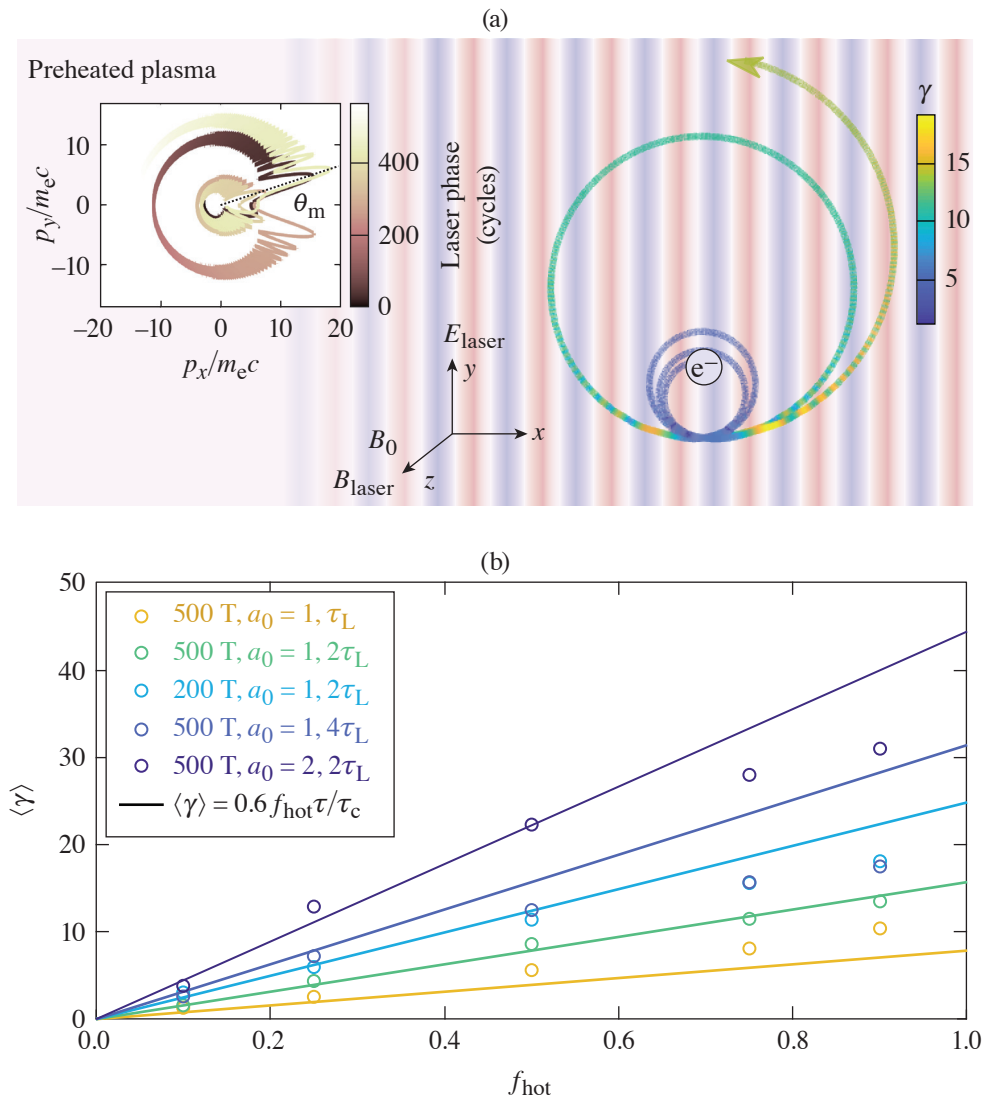 (a)
Preheated plasma
10
0
−10
p_y/m_ec
−20 −10 0 10 20
p_x/m_ec
θ_m
400
200
0
Laser phase
(cycles)
E_laser
y
x
B_0
B_laser
z
e⁻
γ
15
10
5
(b)
50
40
30
20
10
0
⟨γ⟩
500 T, a_0 = 1, τ_L
500 T, a_0 = 1, 2τ_L
200 T, a_0 = 1, 2τ_L
500 T, a_0 = 1, 4τ_L
500 T, a_0 = 2, 2τ_L
⟨γ⟩ = 0.6 f_hot τ/τ_c
0.0 0.2 0.4 0.6 0.8 1.0
f_hot